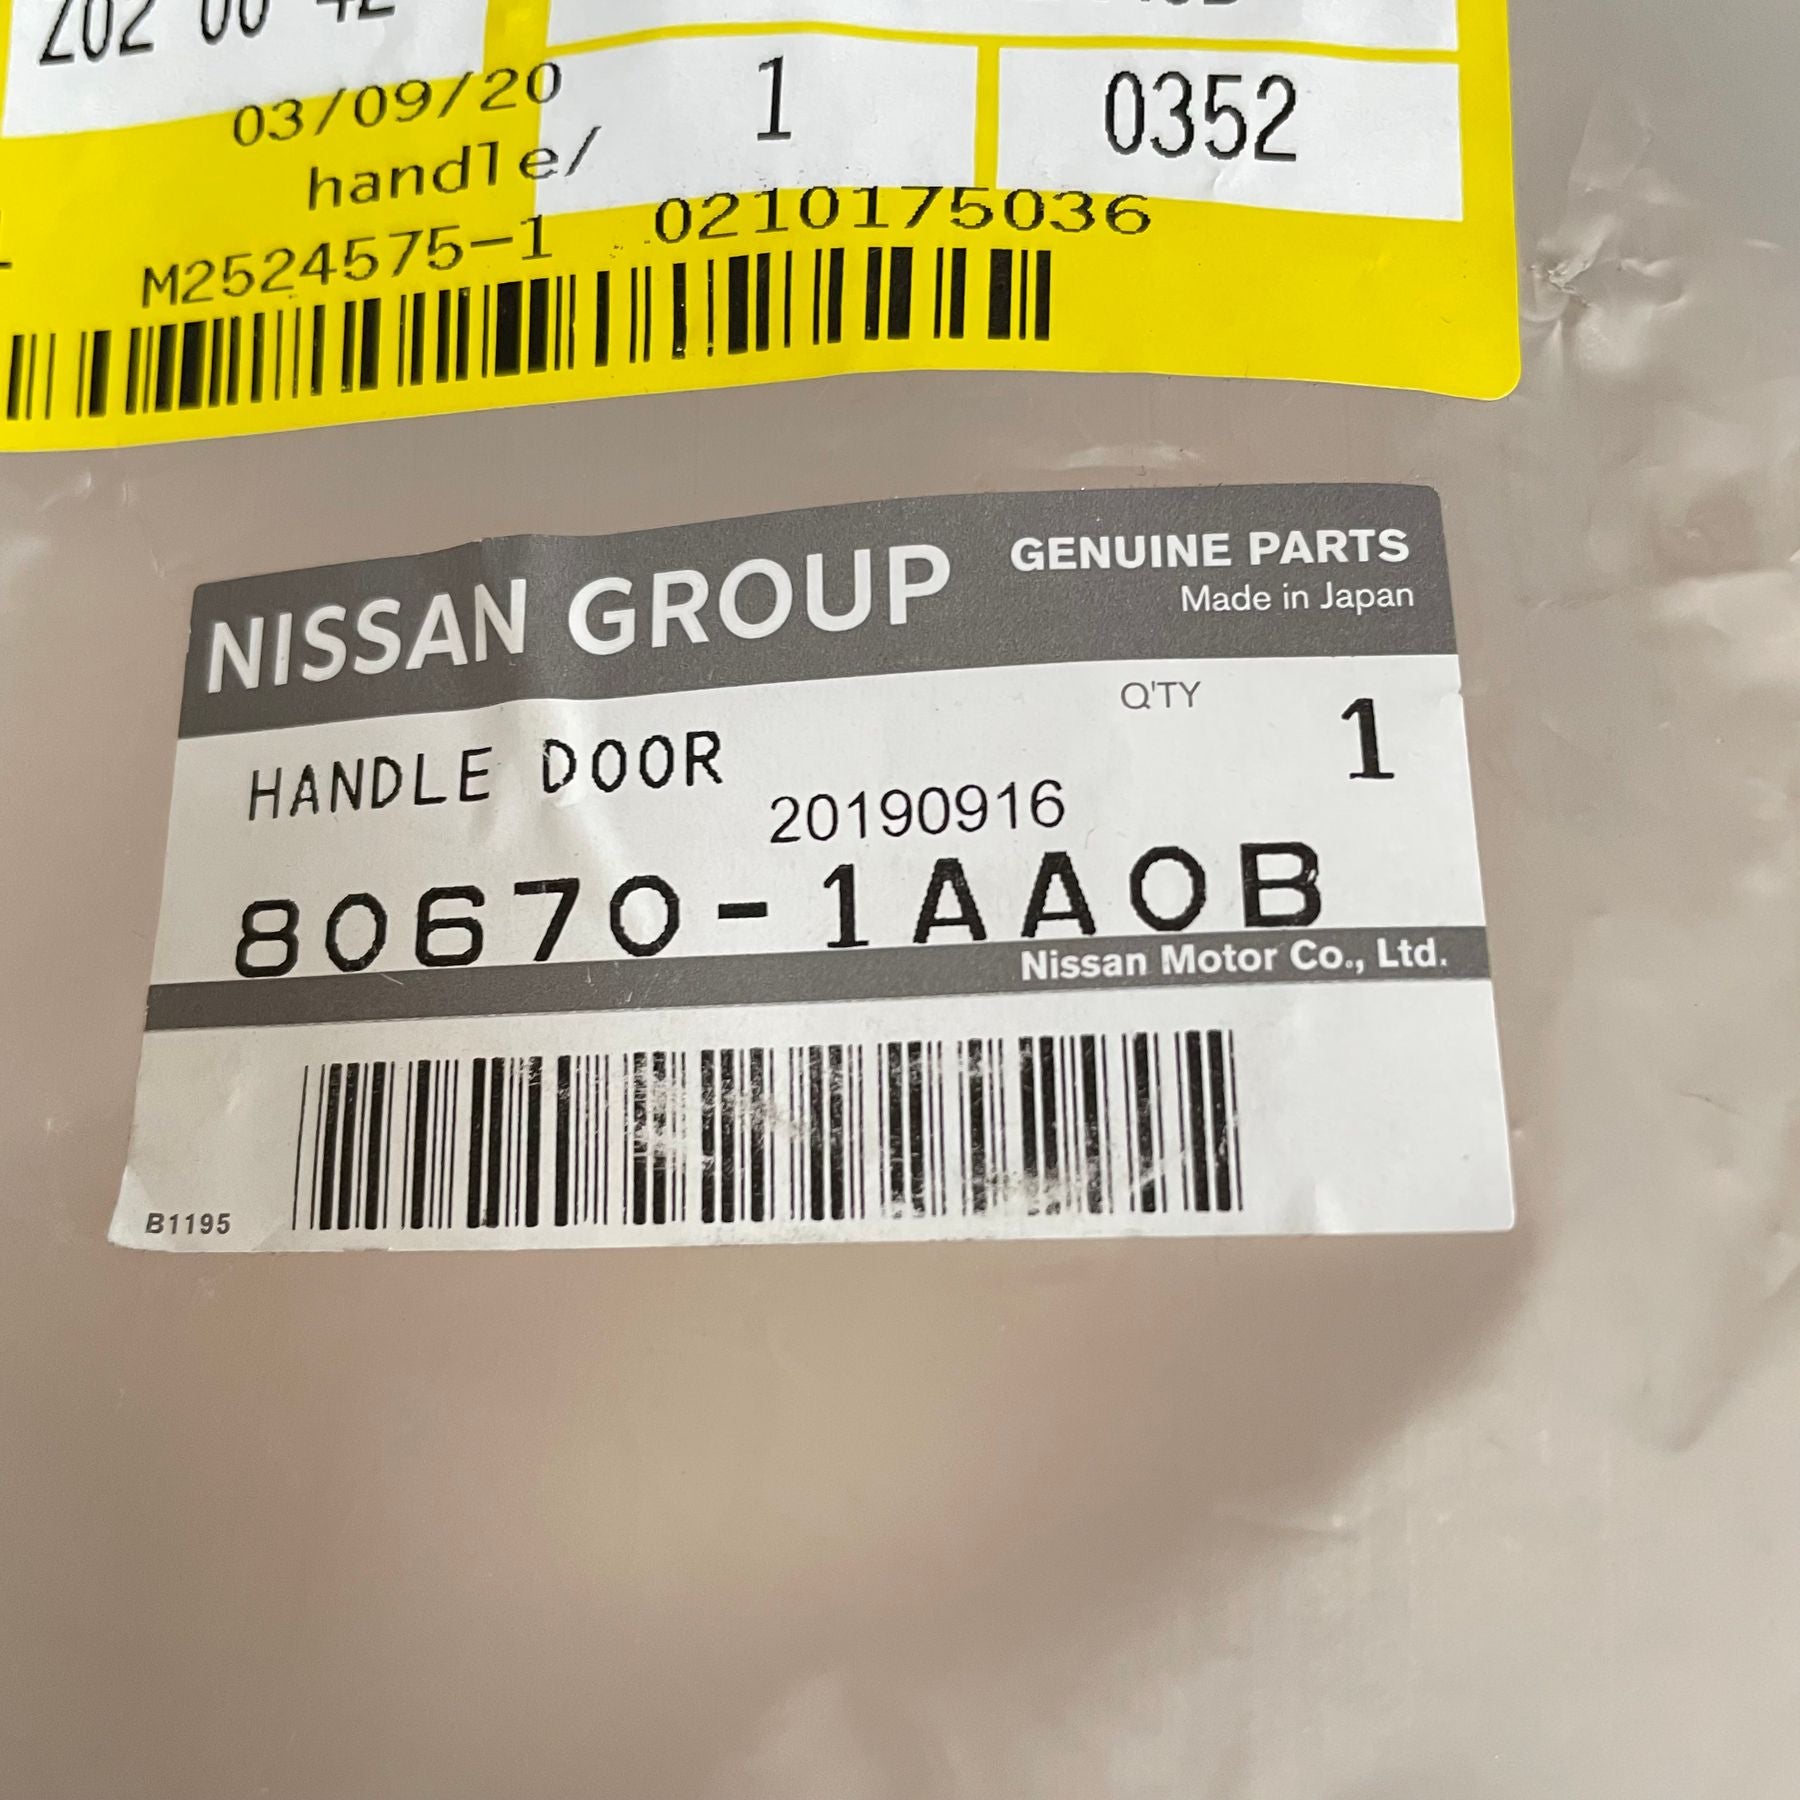 1
0352
03/09/20
handle/
M2524575-1 0210175036
NISSAN GROUP
GENUINE PARTS
Made in Japan
Q'TY
1
HANDLE DOOR
20190916
80670-1AA0B
Nissan Motor Co., Ltd.
B1195